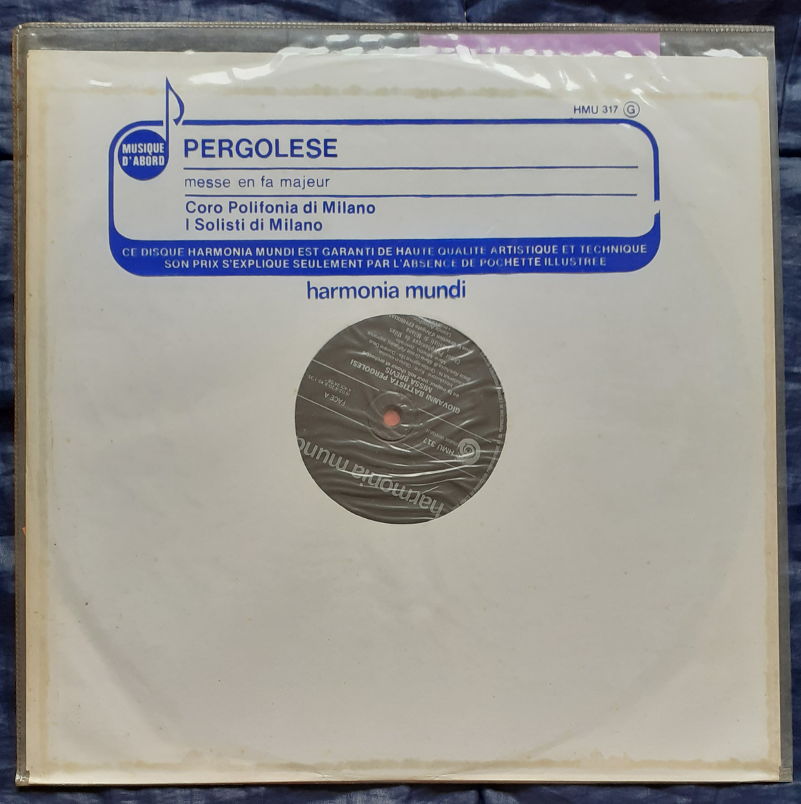 HMU 317 G
MUSIQUE
D'ABORD
PERGOLESE
messe en fa majeur
Coro Polifonia di Milano
I Solisti di Milano
CE DISQUE HARMONIA MUNDI EST GARANTI DE HAUTE QUALITE ARTISTIQUE ET TECHNIQUE
SON PRIX S'EXPLIQUE SEULEMENT PAR L'ABSENCE DE POCHETTE ILLUSTREE
harmonia mundi
harmonia mundi
HMU 317
FACE A
GIOVANNI BATTISTA PERGOLESI
MISSA BREVIS